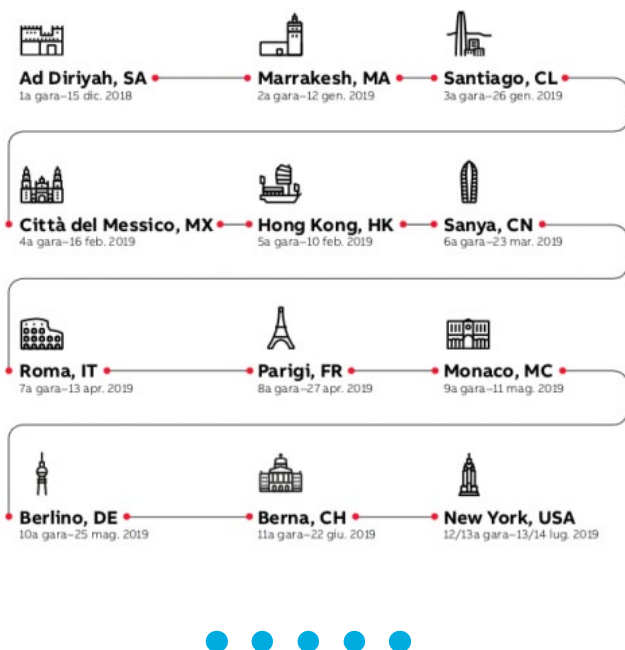 Ad Diriyah, SA
1a gara–15 dic. 2018
Marrakesh, MA
2a gara–12 gen. 2019
Santiago, CL
3a gara–26 gen. 2019
Città del Messico, MX
4a gara–16 feb. 2019
Hong Kong, HK
5a gara–10 feb. 2019
Sanya, CN
6a gara–23 mar. 2019
Roma, IT
7a gara–13 apr. 2019
Parigi, FR
8a gara–27 apr. 2019
Monaco, MC
9a gara–11 mag. 2019
Berlino, DE
10a gara–25 mag. 2019
Berna, CH
11a gara–22 giu. 2019
New York, USA
12/13a gara–13/14 lug. 2019